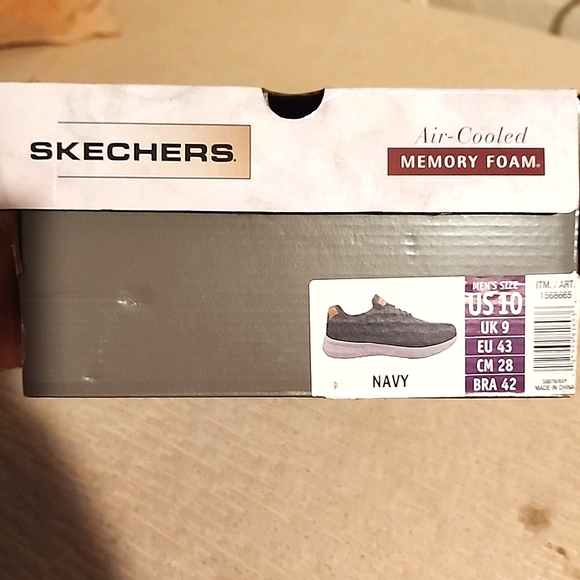 SKECHERS.
Air-Cooled
MEMORY FOAM®
MEN'S SIZE
US 10
UK 9
EU 43
CM 28
BRA 42
NAVY
ITM. / ART.
1568665
MADE IN CHINA